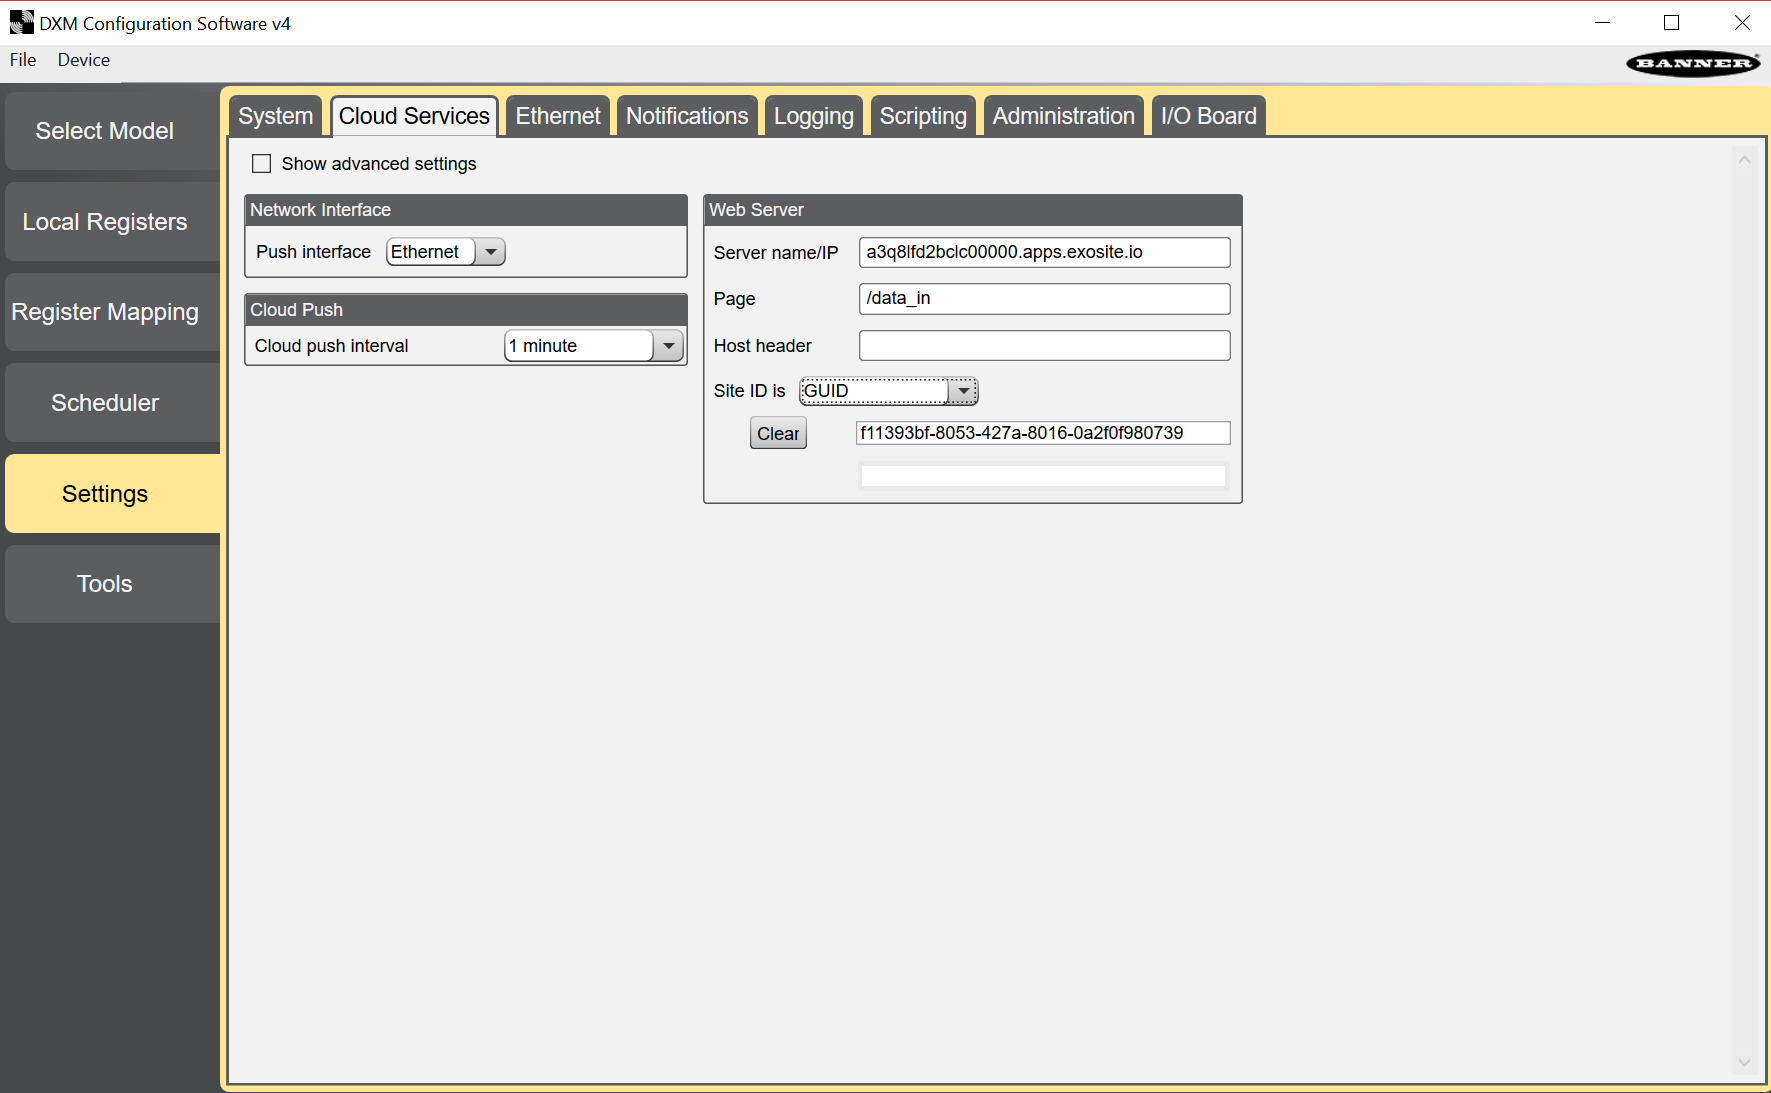 DXM Configuration Software v4
File Device
BANNER
Select Model
Local Registers
Register Mapping
Scheduler
Settings
Tools
System Cloud Services Ethernet Notifications Logging Scripting Administration I/O Board
Show advanced settings
Network Interface
Push interface Ethernet
Cloud Push
Cloud push interval 1 minute
Web Server
Server name/IP a3q8lfd2bclc00000.apps.exosite.io
Page /data_in
Host header
Site ID is GUID
Clear f11393bf-8053-427a-8016-0a2f0f980739